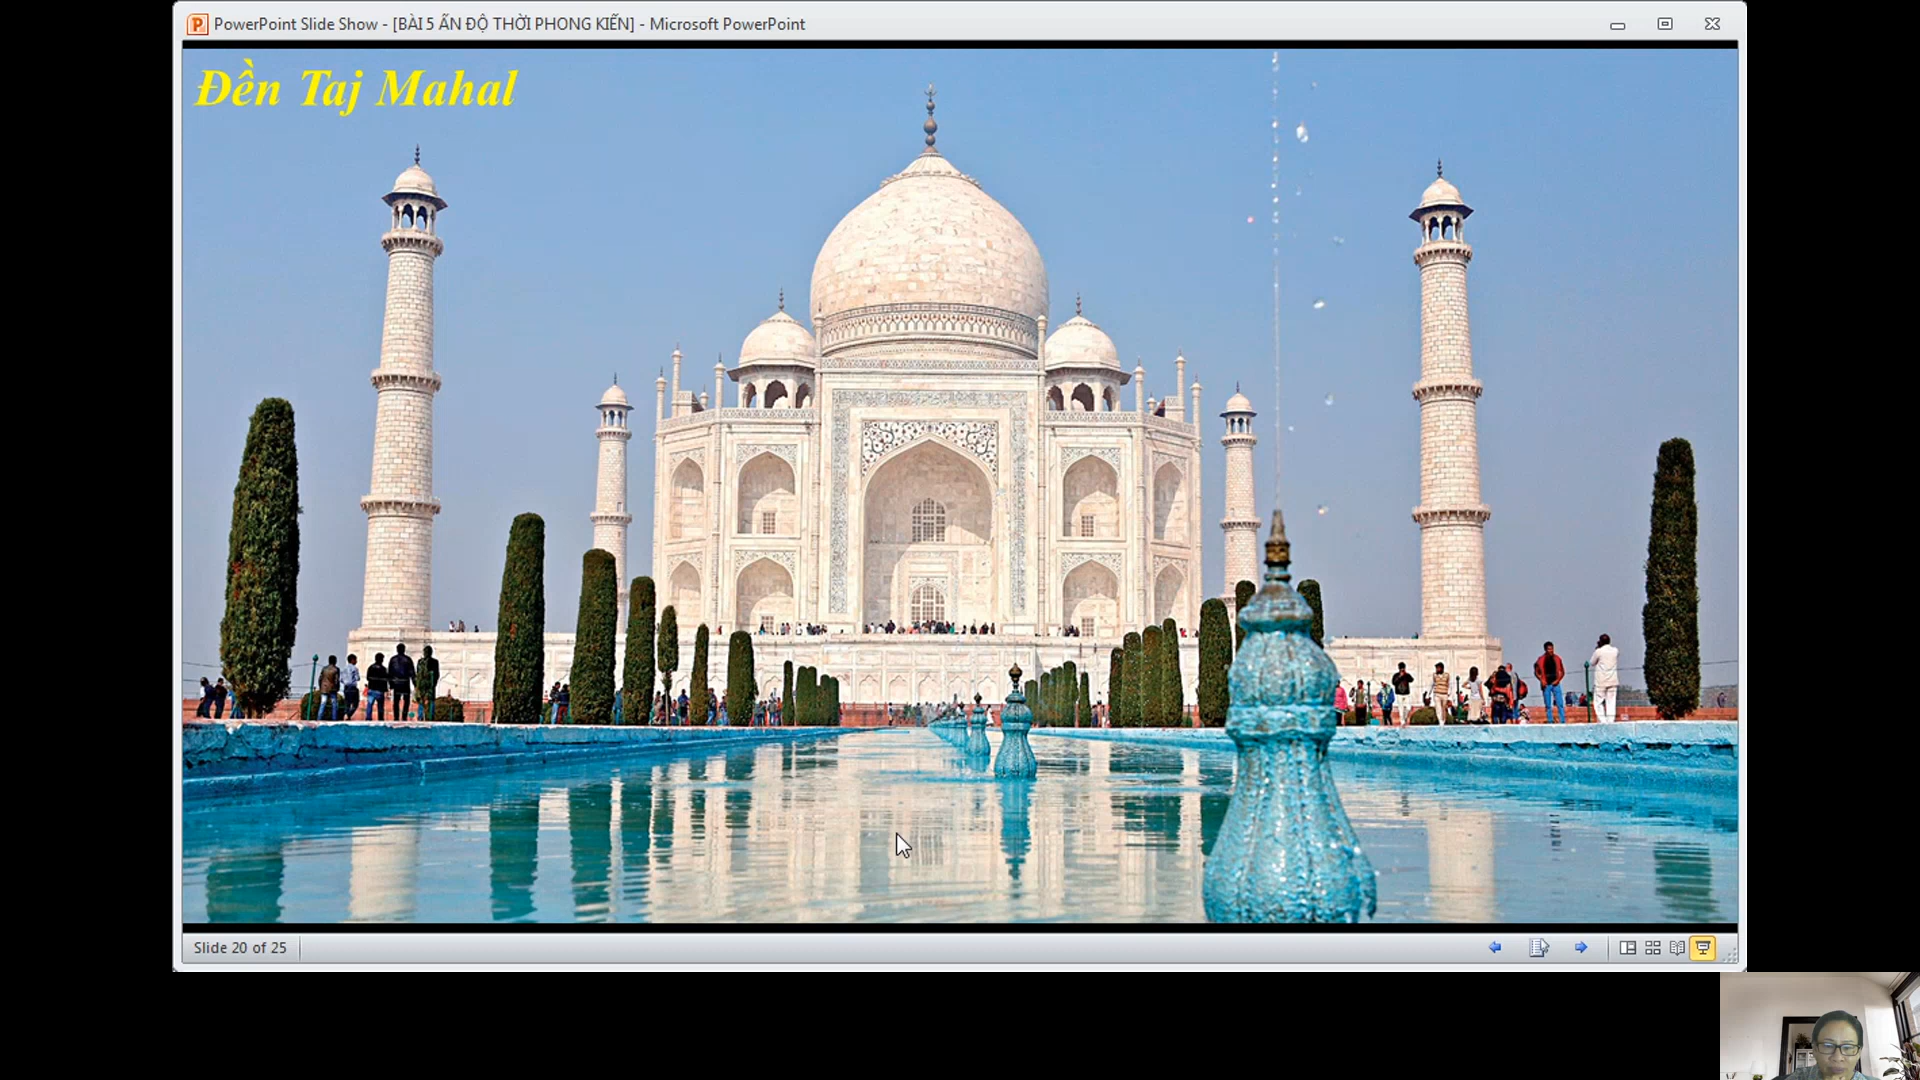 PowerPoint Slide Show - [BÀI 5 ẤN ĐỘ THỜI PHONG KIẾN] - Microsoft PowerPoint
Đền Taj Mahal
Slide 20 of 25